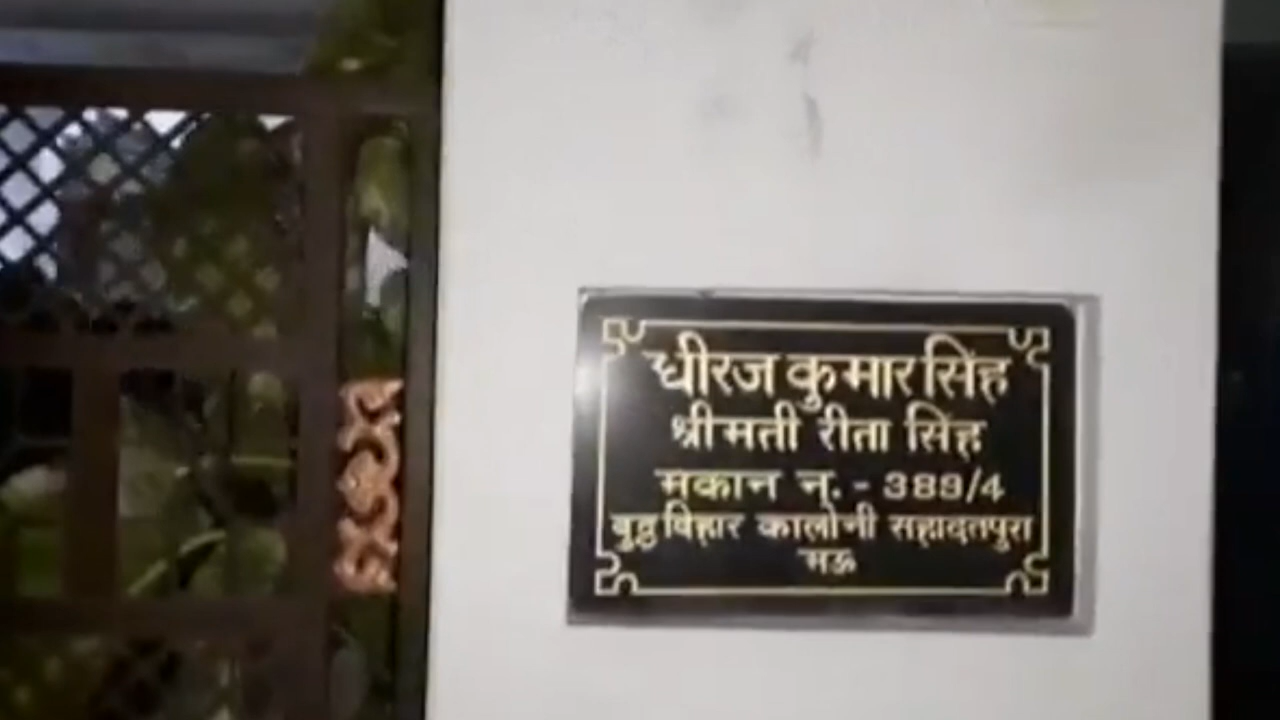 धीरज कुमार सिंह
श्रीमती रीता सिंह
मकान न. - 389/4
बुद्ध विहार कालोनी सहादतपुरा
मऊ